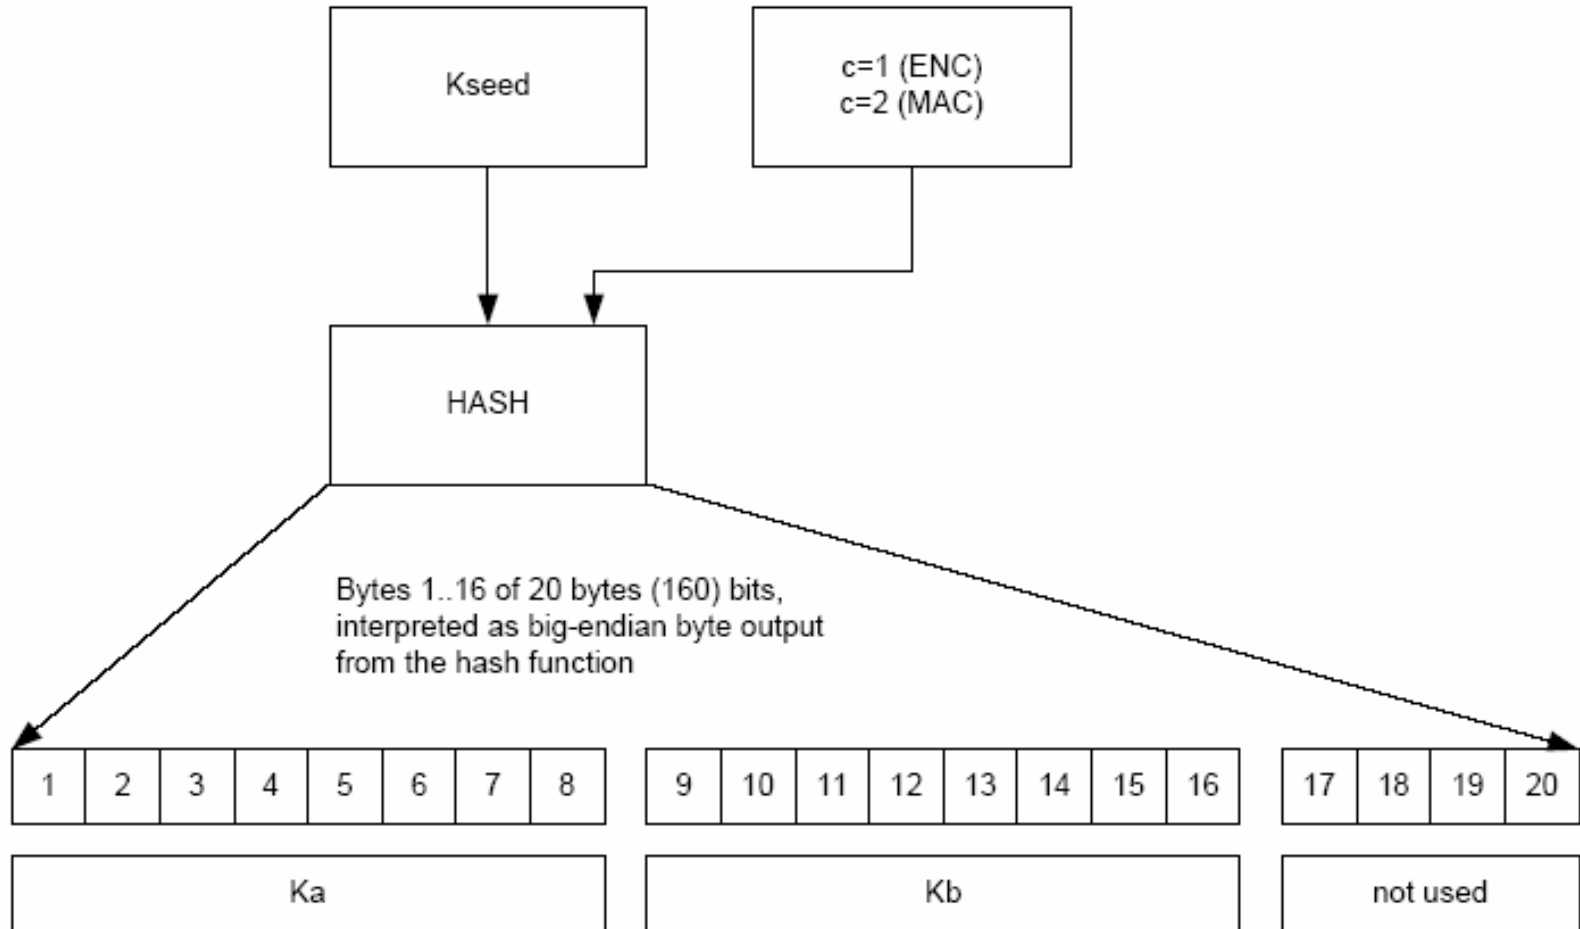 Kseed
c=1 (ENC)
c=2 (MAC)
HASH
Bytes 1..16 of 20 bytes (160) bits,
interpreted as big-endian byte output
from the hash function
1 2 3 4 5 6 7 8 9 10 11 12 13 14 15 16 17 18 19 20
Ka Kb not used